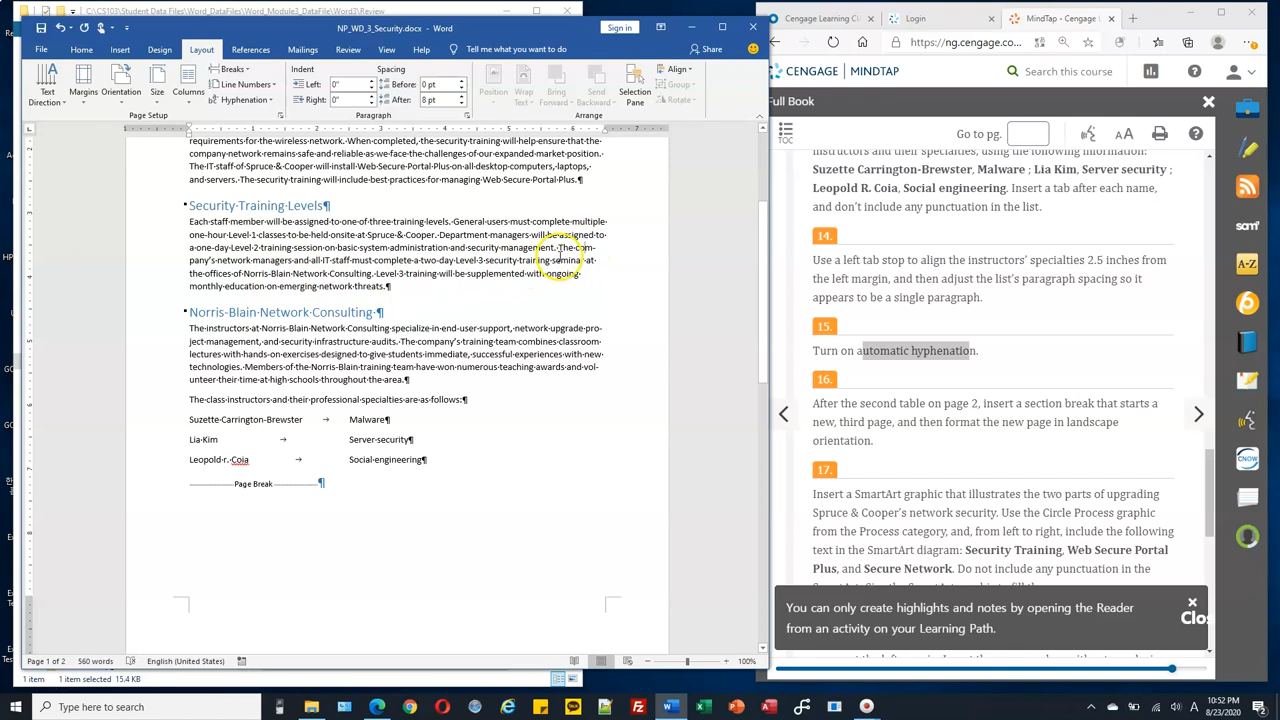 C:\CS103\Student Data Files\Word_DataFiles\Word_Module3_DataFile\Word3\Review
NP_WD_3_Security.docx - Word
Sign in
File Home Insert Design Layout References Mailings Review View Help Tell me what you want to do Share
Text Direction Margins Orientation Size Columns Breaks Line Numbers Hyphenation
Indent Spacing
Left: 0" Before: 0 pt
Right: 0" After: 8 pt
Position Wrap Text Bring Forward Send Backward Selection Pane Align Group Rotate
Page Setup Paragraph Arrange
requirements·for·the·wireless·network.·When·completed,·the·security·training·will·help·ensure·that·the·
company·network·remains·safe·and·reliable·as·we·face·the·challenges·of·our·expanded·market·position.·
The·IT·staff·of·Spruce·&·Cooper·will·install·Web·Secure·Portal·Plus·on·all·desktop·computers,·laptops,·
and·servers.·The·security·training·will·include·best·practices·for·managing·Web·Secure·Portal·Plus.¶
Security·Training·Levels¶
Each·staff·member·will·be·assigned·to·one·of·three·training·levels.·General·users·must·complete·multiple·
one-hour·Level·1·classes·to·be·held·onsite·at·Spruce·&·Cooper.·Department·managers·will·be·assigned·to·
a·one-day·Level·2·training·session·on·basic·system·administration·and·security·management.·The·com-
pany's·network·managers·and·all·IT·staff·must·complete·a·two-day·Level·3·security·training·seminar·at·
the·offices·of·Norris-Blain·Network·Consulting.·Level·3·training·will·be·supplemented·with·ongoing·
monthly·education·on·emerging·network·threats.¶
Norris-Blain·Network·Consulting·¶
The·instructors·at·Norris-Blain·Network·Consulting·specialize·in·end-user·support,·network·upgrade·pro-
ject·management,·and·security·infrastructure·audits.·The·company's·team·combines·classroom·
lectures·with·hands-on·exercises·designed·to·give·students·immediate,·successful·experiences·with·new·
technologies.·Members·of·the·Norris-Blain·training·team·have·won·numerous·teaching·awards·and·vol-
unteer·their·time·at·high·schools·throughout·the·area.¶
The·class·instructors·and·their·professional·specialties·are·as·follows:¶
Suzette·Carrington-Brewster → Malware¶
Lia·Kim → Server·security¶
Leopold·r.·Coia → Social·engineering¶
Page Break ¶
Page 1 of 2 560 words English (United States) 100%
1 item 1 item selected 15.4 KB
Cengage Learning Login MindTap - Cengage L
https://ng.cengage.co
CENGAGE MINDTAP Search this course
Full Book
TOC Go to pg. AA
instructors and their specialties, using the following information:
Suzette Carrington-Brewster, Malware ; Lia Kim, Server security ;
Leopold R. Coia, Social engineering. Insert a tab after each name,
and don't include any punctuation in the list.
14.
Use a left tab stop to align the instructors' specialties 2.5 inches
from the left margin, and then adjust the list's paragraph spacing so it
appears to be a single paragraph.
15.
Turn on automatic hyphenation.
16.
After the second table on page 2, insert a section break that starts a
new, third page, and then format the new page in landscape
orientation.
17.
Insert a SmartArt graphic that illustrates the two parts of upgrading
Spruce & Cooper's network security. Use the Circle Process graphic
from the Process category, and, from left to right, include the following
text in the SmartArt diagram: Security Training, Web Secure Portal
Plus, and Secure Network. Do not include any punctuation in the
You can only create highlights and notes by opening the Reader
from an activity on your Learning Path.
Clos
sam
A-Z
CNOW
Type here to search
10:52 PM
8/23/2020